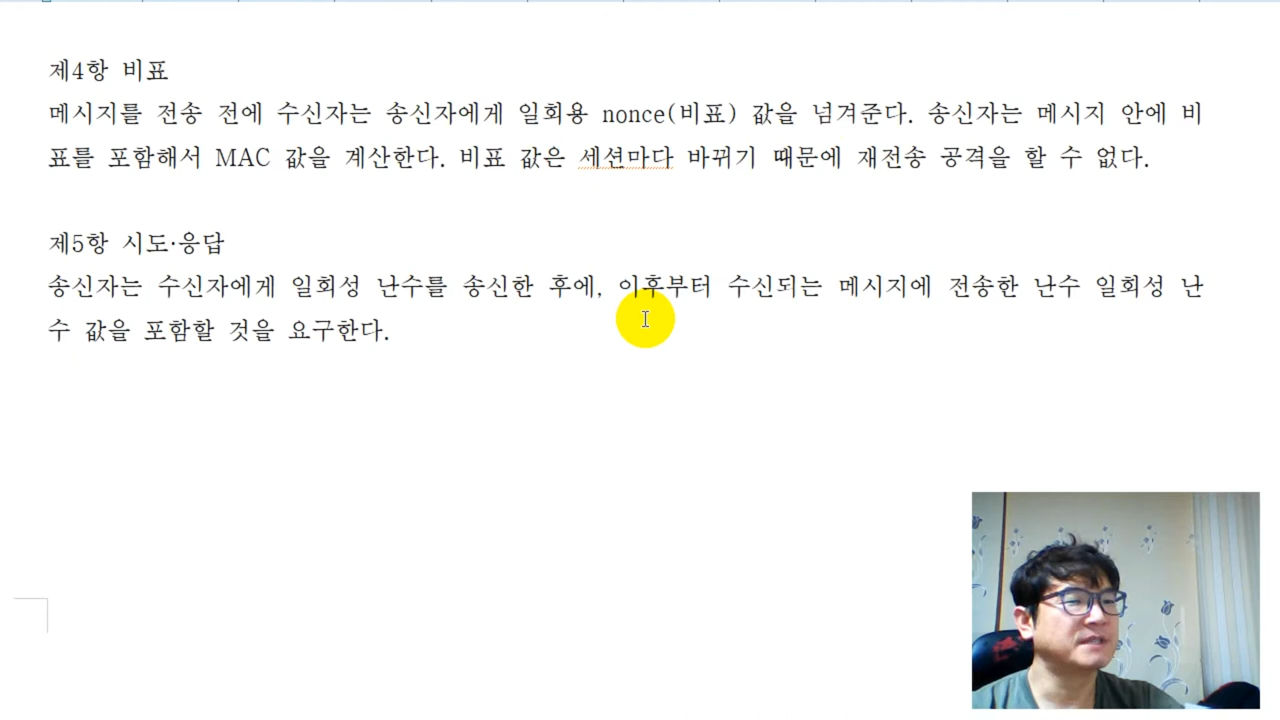 제4항 비표
메시지를 전송 전에 수신자는 송신자에게 일회용 nonce(비표) 값을 넘겨준다. 송신자는 메시지 안에 비
표를 포함해서 MAC 값을 계산한다. 비표 값은 세션마다 바뀌기 때문에 재전송 공격을 할 수 없다.
제5항 시도·응답
송신자는 수신자에게 일회성 난수를 송신한 후에, 이후부터 수신되는 메시지에 전송한 난수 일회성 난
수 값을 포함할 것을 요구한다.